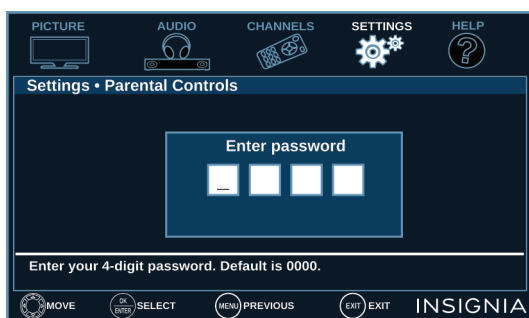 PICTURE AUDIO CHANNELS SETTINGS HELP
Settings • Parental Controls
Enter password
_
Enter your 4-digit password. Default is 0000.
MOVE OK ENTER SELECT MENU PREVIOUS EXIT EXIT INSIGNIA